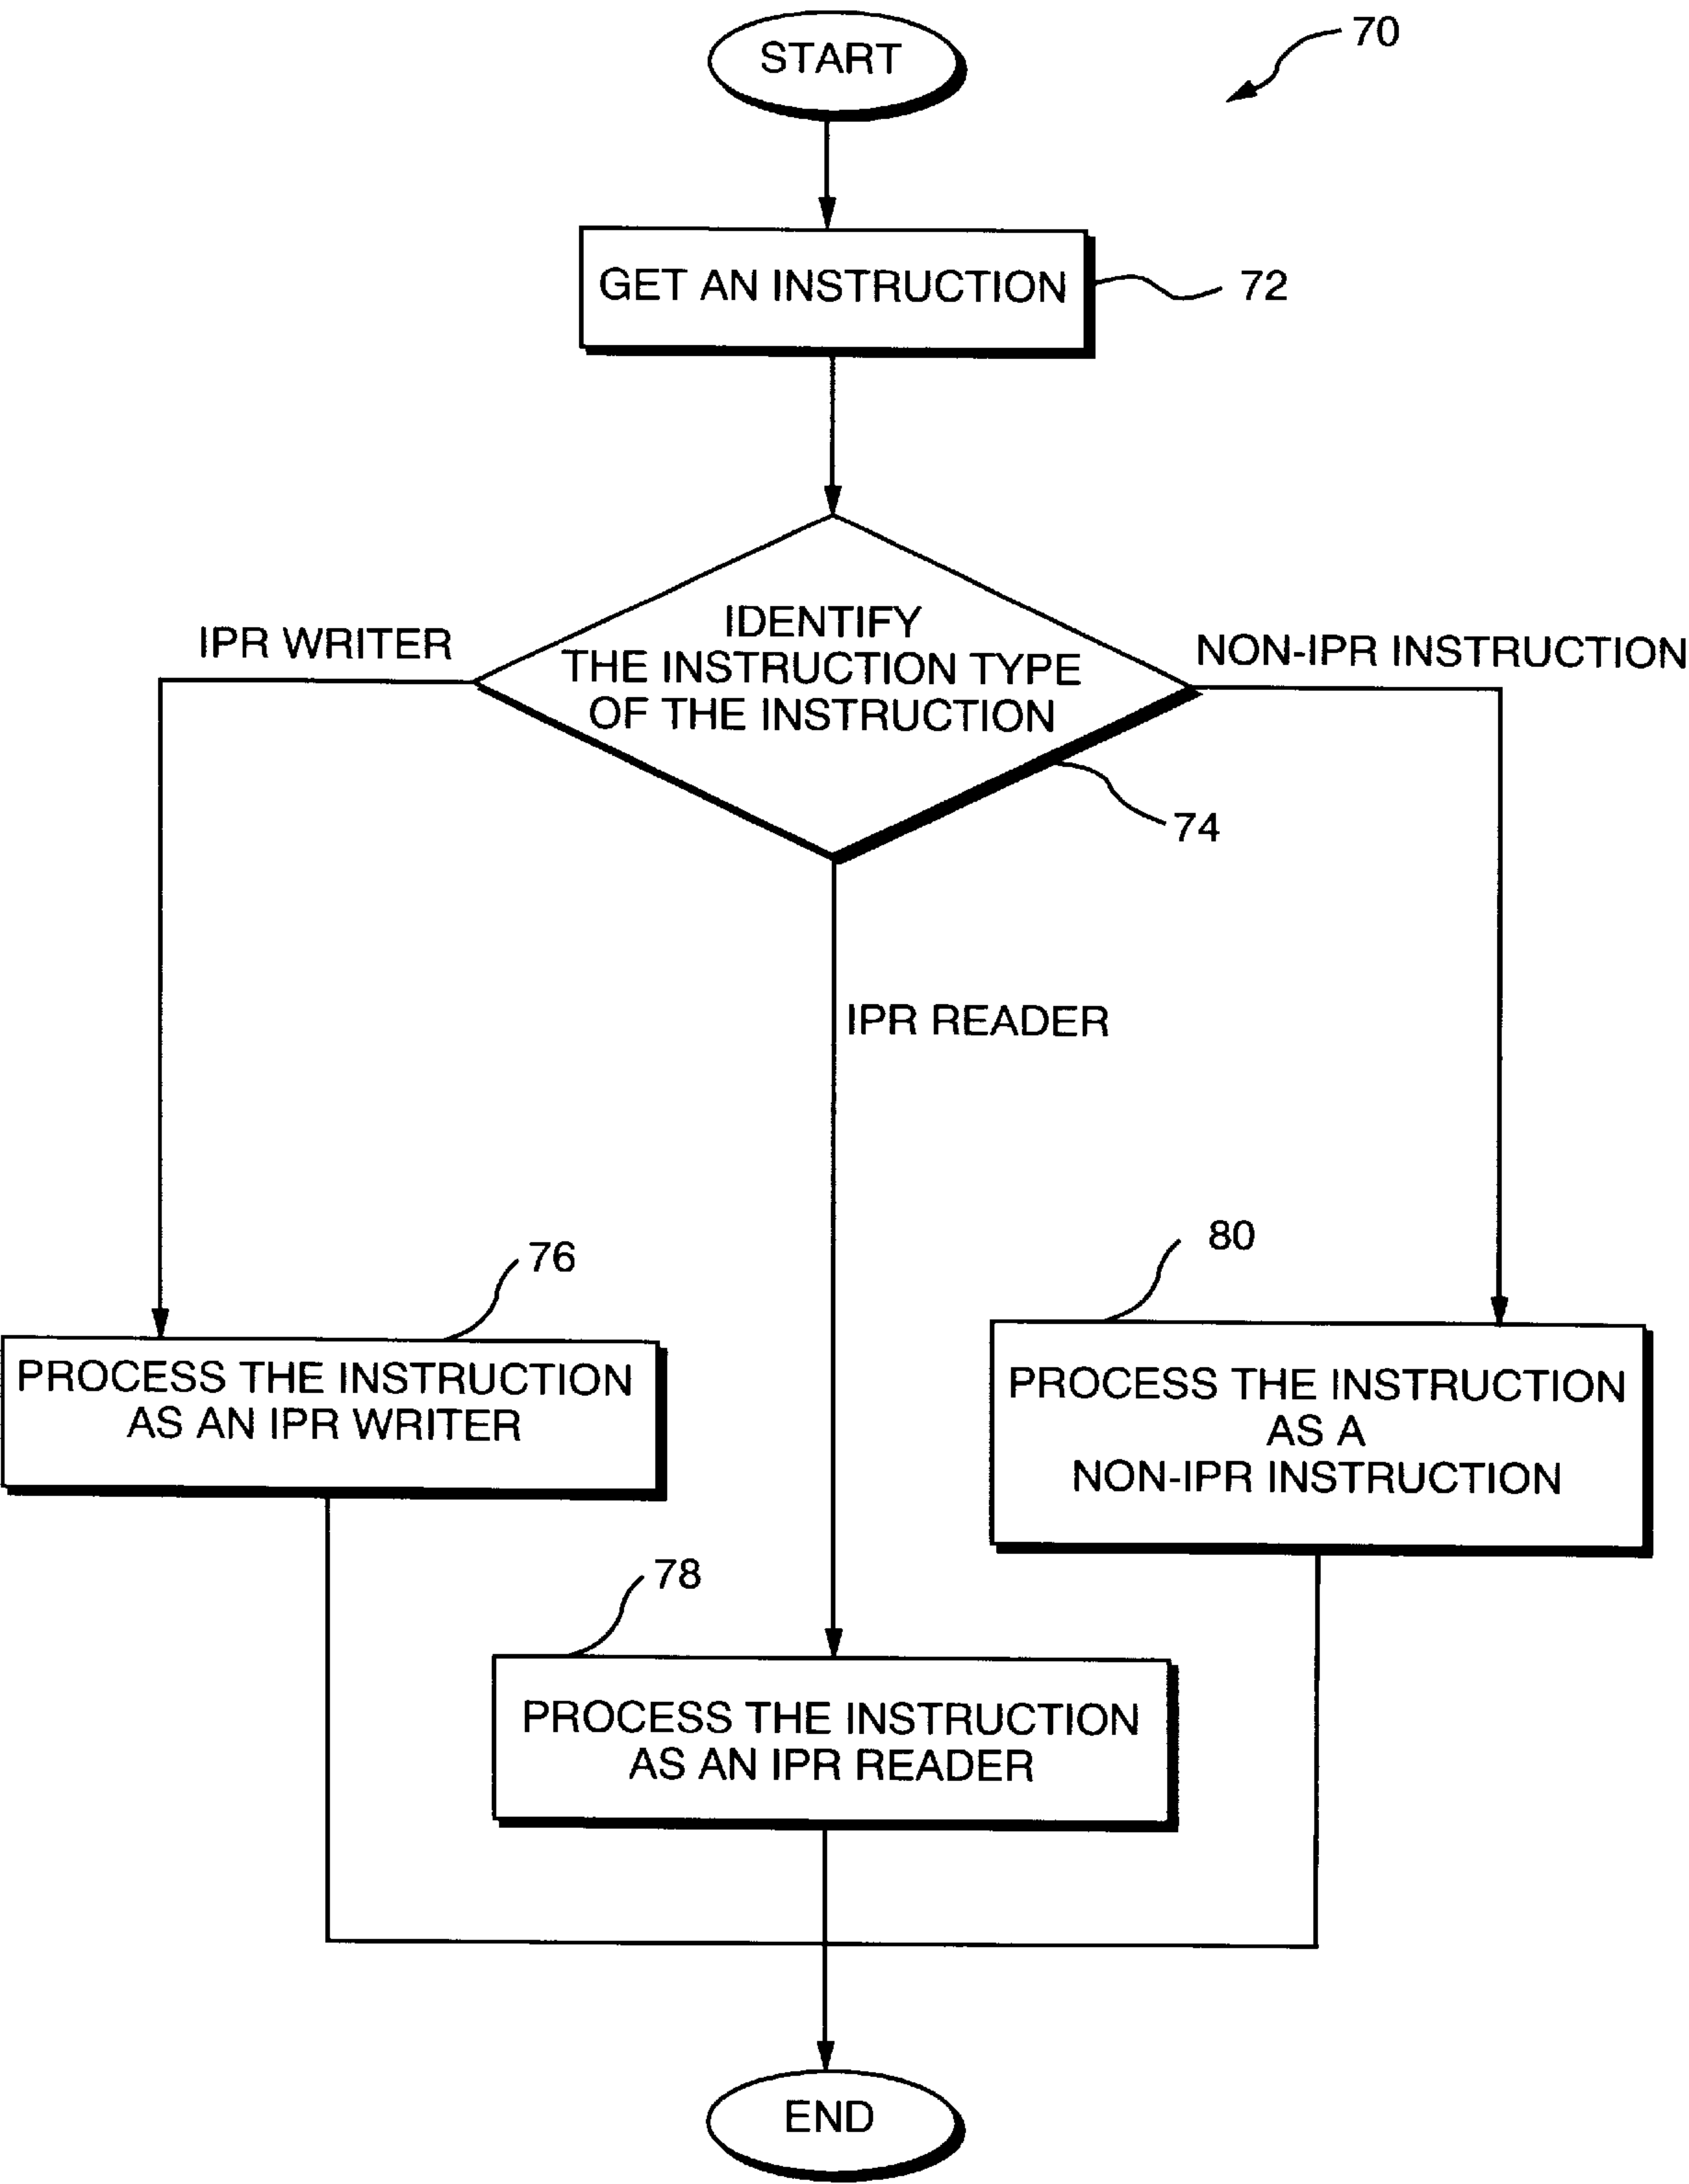 START
70
GET AN INSTRUCTION
72
IDENTIFY
THE INSTRUCTION TYPE
OF THE INSTRUCTION
IPR WRITER
NON-IPR INSTRUCTION
74
IPR READER
76
PROCESS THE INSTRUCTION
AS AN IPR WRITER
80
PROCESS THE INSTRUCTION
AS A
NON-IPR INSTRUCTION
78
PROCESS THE INSTRUCTION
AS AN IPR READER
END